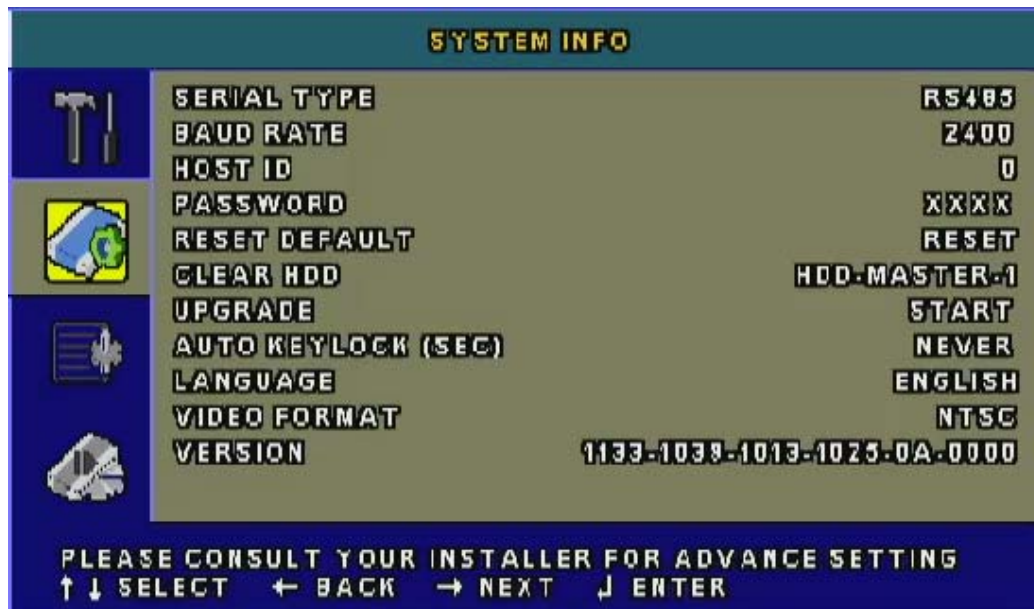 SYSTEM INFO
SERIAL TYPE RS485
BAUD RATE 2400
HOST ID 0
PASSWORD XXXX
RESET DEFAULT RESET
CLEAR HDD HDD-MASTER-1
UPGRADE START
AUTO KEYLOCK (SEC) NEVER
LANGUAGE ENGLISH
VIDEO FORMAT NTSC
VERSION 1133-1038-1013-1025-0A-0000
PLEASE CONSULT YOUR INSTALLER FOR ADVANCE SETTING
↑ ↓ SELECT ← BACK → NEXT ↲ ENTER